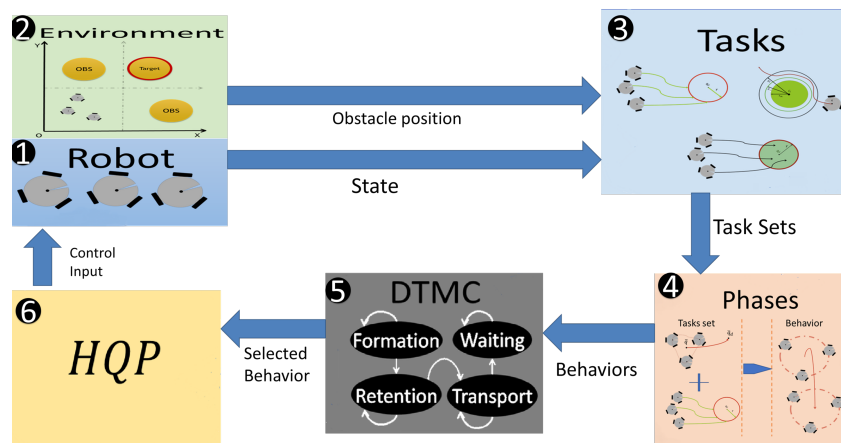 2 Environment
Y
OBS
Target
OBS
O
X
1 Robot
Obstacle position
State
3 Tasks
Task Sets
4 Phases
Tasks set
Behavior
+
Behaviors
5 DTMC
Formation
Waiting
Retention
Transport
Selected
Behavior
6
HQP
Control
Input